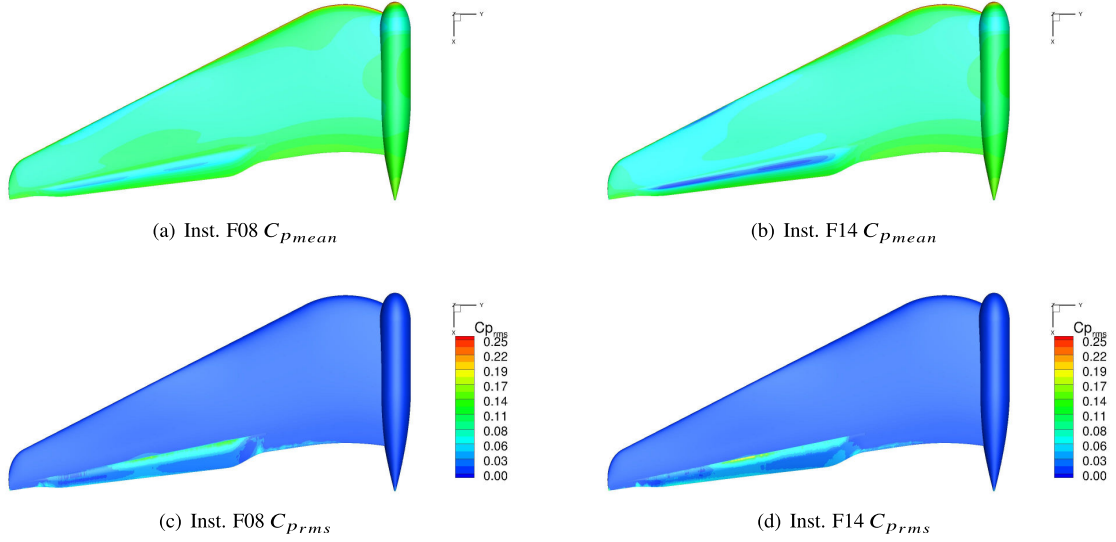 Z Y
X
Z Y
X
(a) Inst. F08 C_{p_{mean}}
(b) Inst. F14 C_{p_{mean}}
Z Y
X
Cp_{rms}
0.25
0.22
0.19
0.17
0.14
0.11
0.08
0.06
0.03
0.00
Z Y
X
Cp_{rms}
0.25
0.22
0.19
0.17
0.14
0.11
0.08
0.06
0.03
0.00
(c) Inst. F08 C_{p_{rms}}
(d) Inst. F14 C_{p_{rms}}